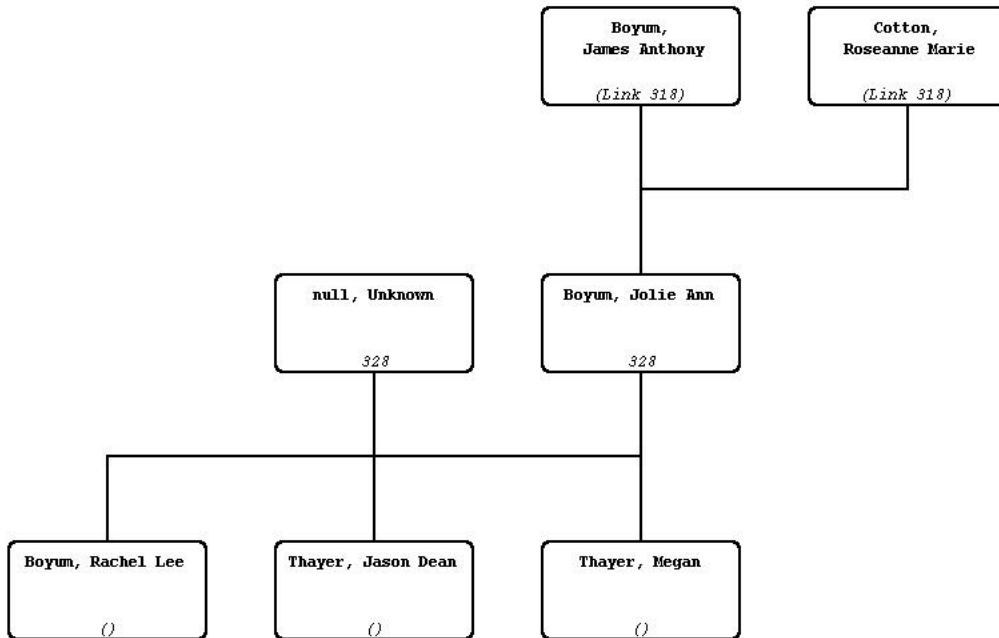 Boyum,
James Anthony
(Link 318)
Cotton,
Roseanne Marie
(Link 318)
null, Unknown
328
Boyum, Jolie Ann
328
Boyum, Rachel Lee
()
Thayer, Jason Dean
()
Thayer, Megan
()